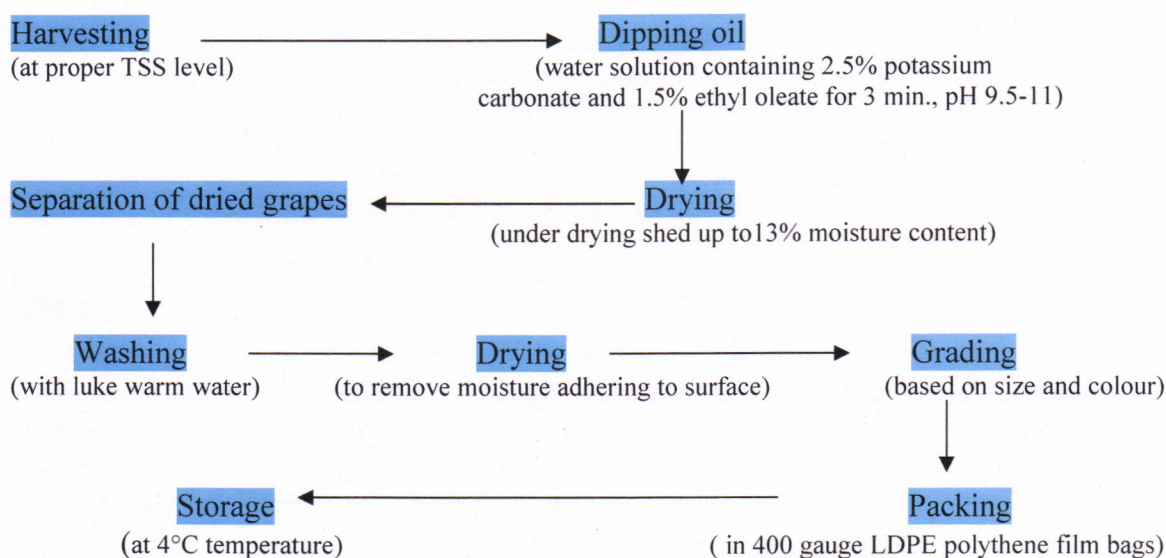 Harvesting
(at proper TSS level)
Dipping oil
(water solution containing 2.5% potassium
carbonate and 1.5% ethyl oleate for 3 min., pH 9.5-11)
Drying
(under drying shed up to13% moisture content)
Separation of dried grapes
Washing
(with luke warm water)
Drying
(to remove moisture adhering to surface)
Grading
(based on size and colour)
Packing
( in 400 gauge LDPE polythene film bags)
Storage
(at 4°C temperature)